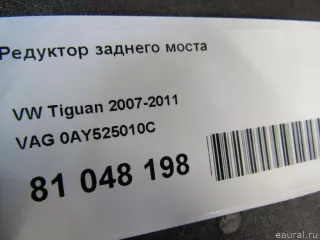 Редуктор заднего моста
VW Tiguan 2007-2011
VAG 0AY525010C
81 048 198
eaural.ru